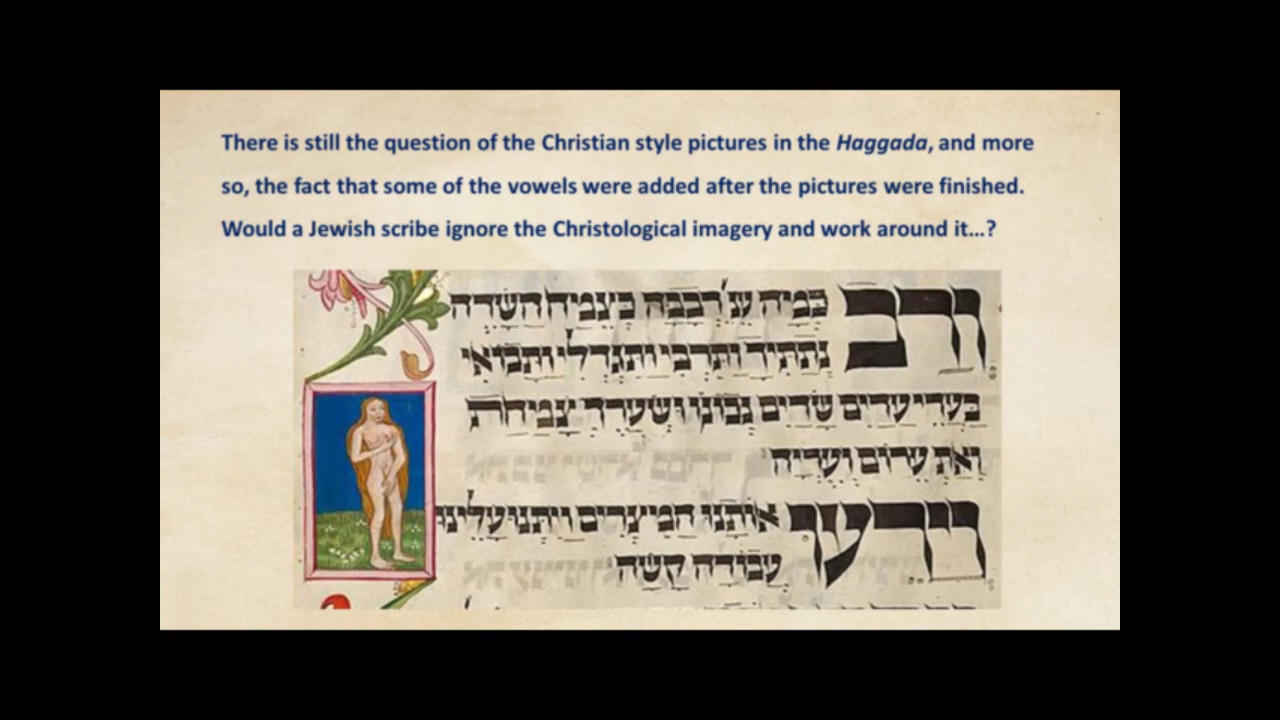 There is still the question of the Christian style pictures in the Haggada, and more
so, the fact that some of the vowels were added after the pictures were finished.
Would a Jewish scribe ignore the Christological imagery and work around it…?
ורב כמה רבבה כצמח השדה
נתתיך ותרבי ותגדלי ותבאי
בעדי עדים שדים נכונו ושערך
ואת ערום ועריה
וירעו אותנו המצרים ויתנו עלינו
עבודה קשה